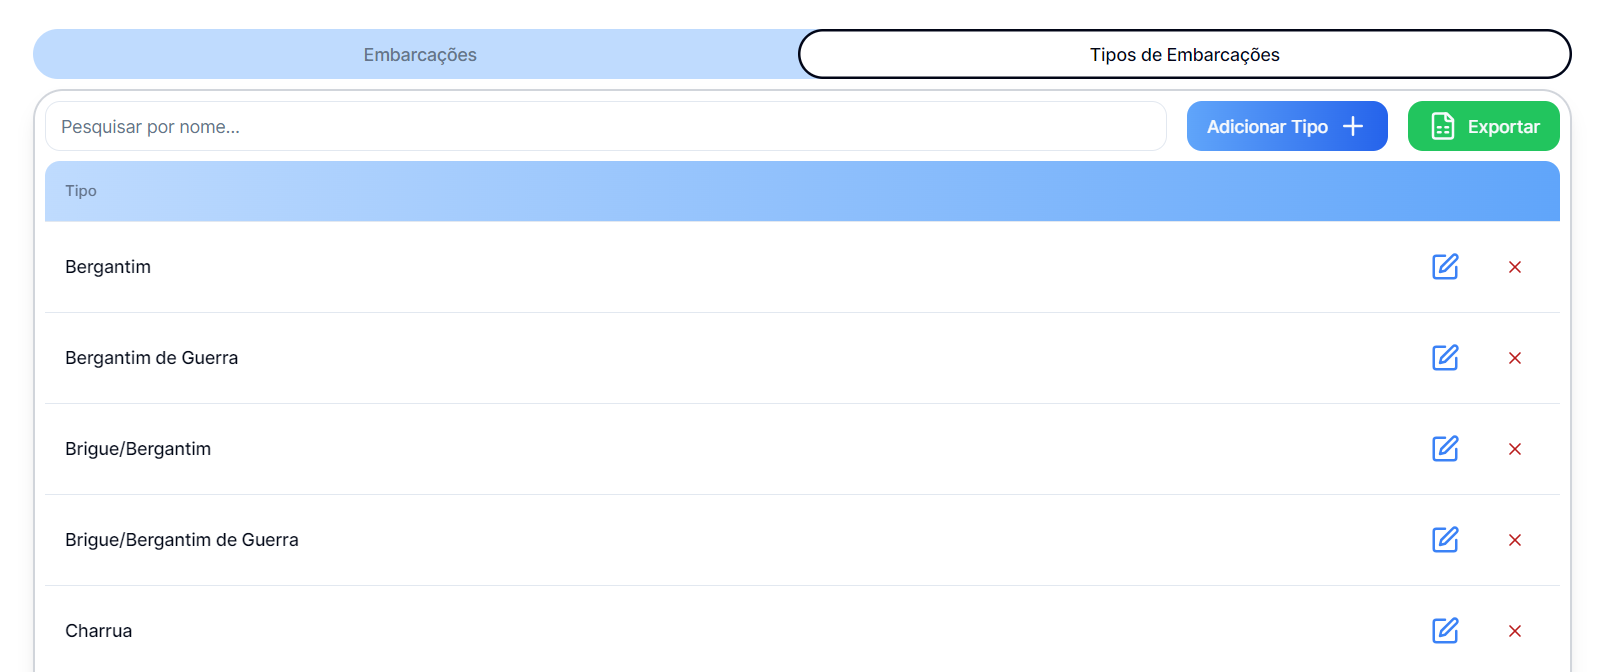 Embarcações
Tipos de Embarcações
Pesquisar por nome...
Adicionar Tipo
Exportar
Tipo
Bergantim
Bergantim de Guerra
Brigue/Bergantim
Brigue/Bergantim de Guerra
Charrua